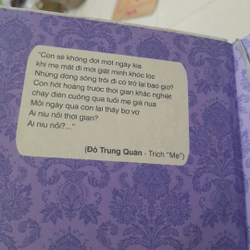 "Con sẽ không đợi một ngày kia
khi mẹ mất đi mới giật mình khóc lóc
Những dòng sông trôi đi có trở lại bao giờ?
Con hốt hoảng trước thời gian khắc nghiệt
chạy điên cuồng qua tuổi mẹ già nua
Mỗi ngày qua con lại thấy bơ vơ
Ai níu nổi thời gian?
Ai níu nổi?..."
(Đỗ Trung Quân - Trích "Mẹ")